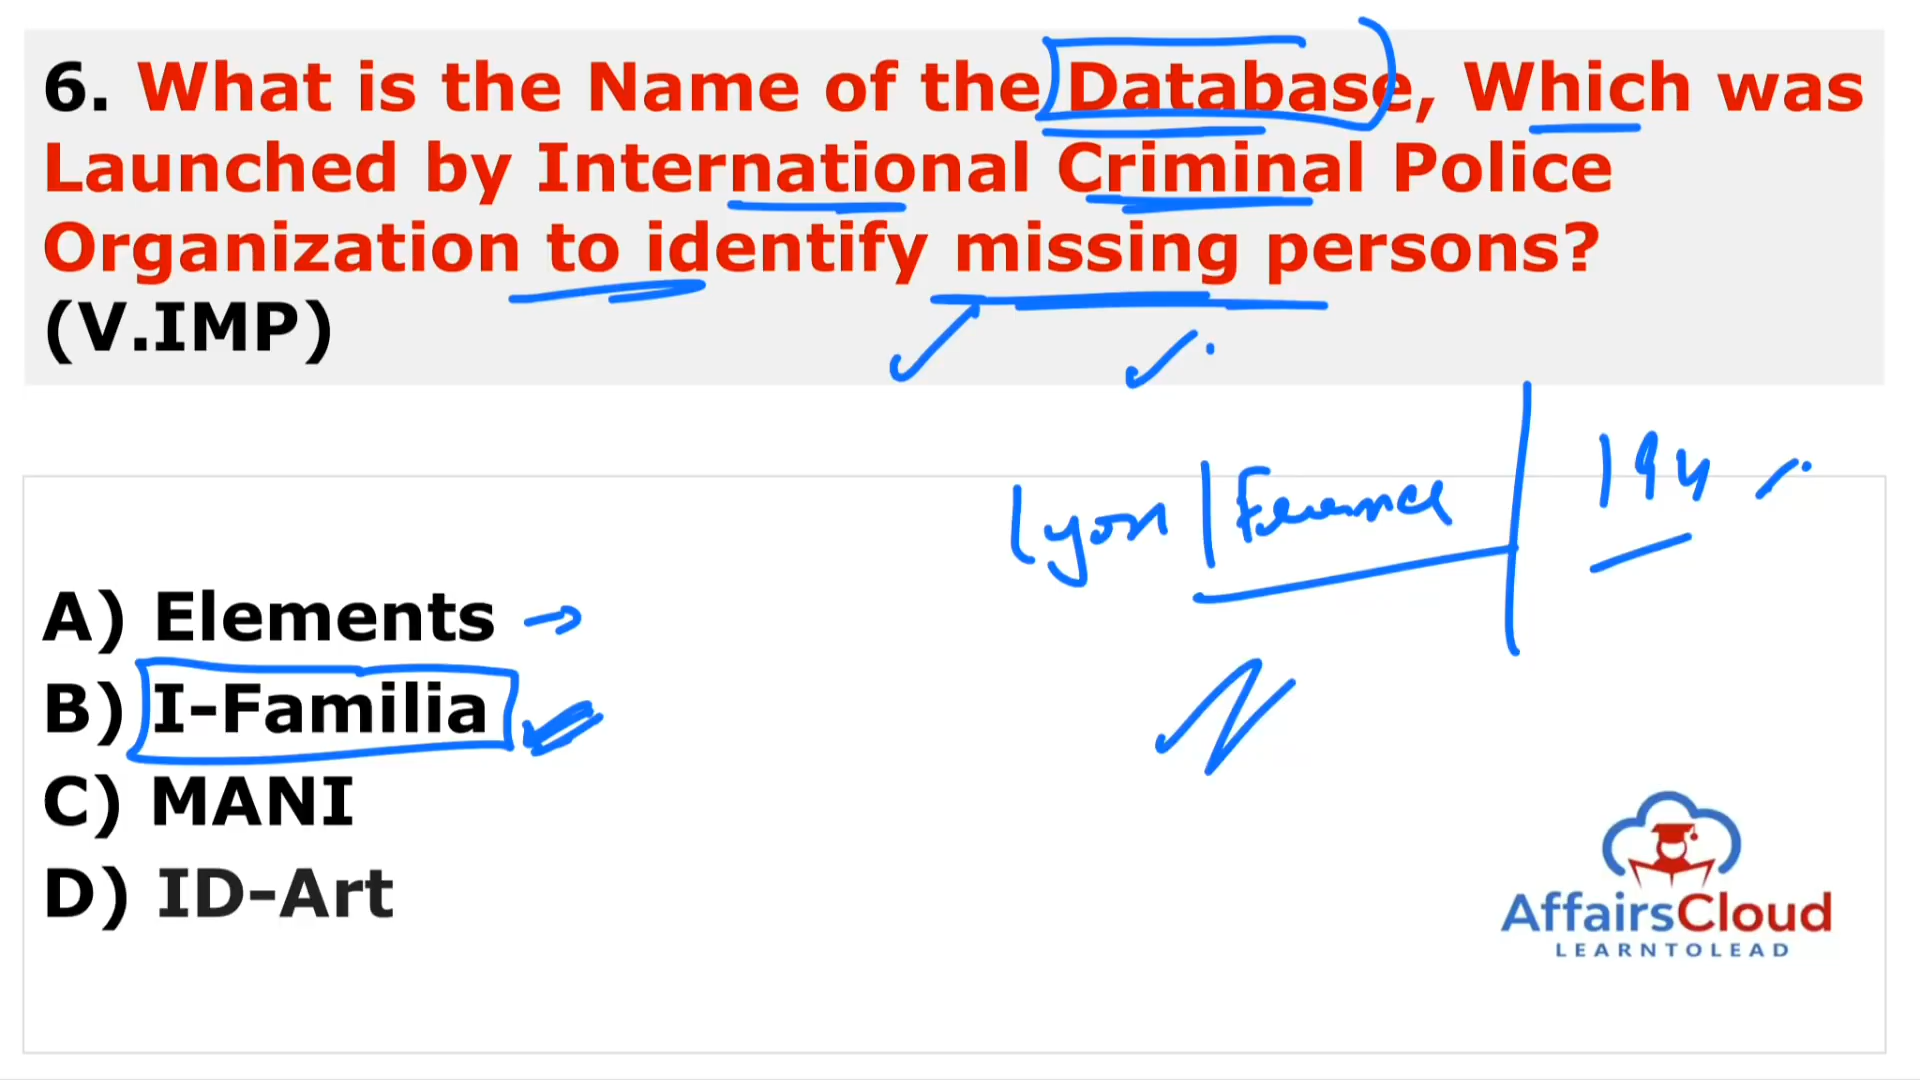 6. What is the Name of the Database, Which was
Launched by International Criminal Police
Organization to identify missing persons?
(V.IMP)
Lyon | France | 194
A) Elements
B) I-Familia
C) MANI
D) ID-Art
AffairsCloud
LEARNTOLEAD